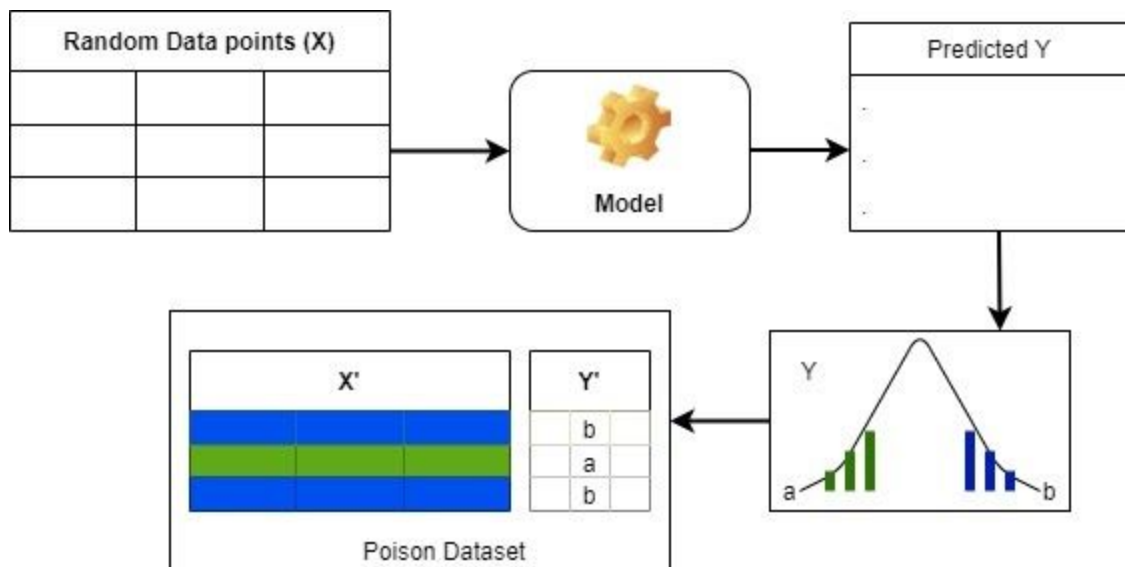 Random Data points (X)
Model
Predicted Y
.
.
.
Y
a
b
X'
Y'
b
a
b
Poison Dataset